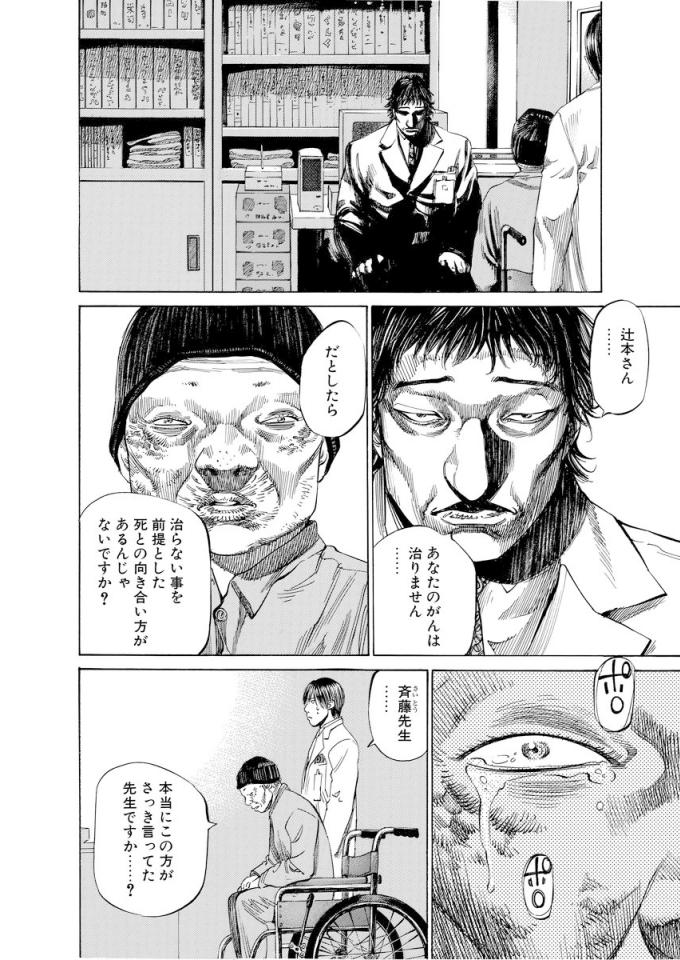 辻本さん
……
あなたのがんは
治りません
……
だとしたら
治らない事を
前提とした
死との向き合い方が
あるんじゃ
ないですか？
ポロ
ポロ
斉藤先生
さいとう
……
本当にこの方が
さっき言ってた
先生ですか……？